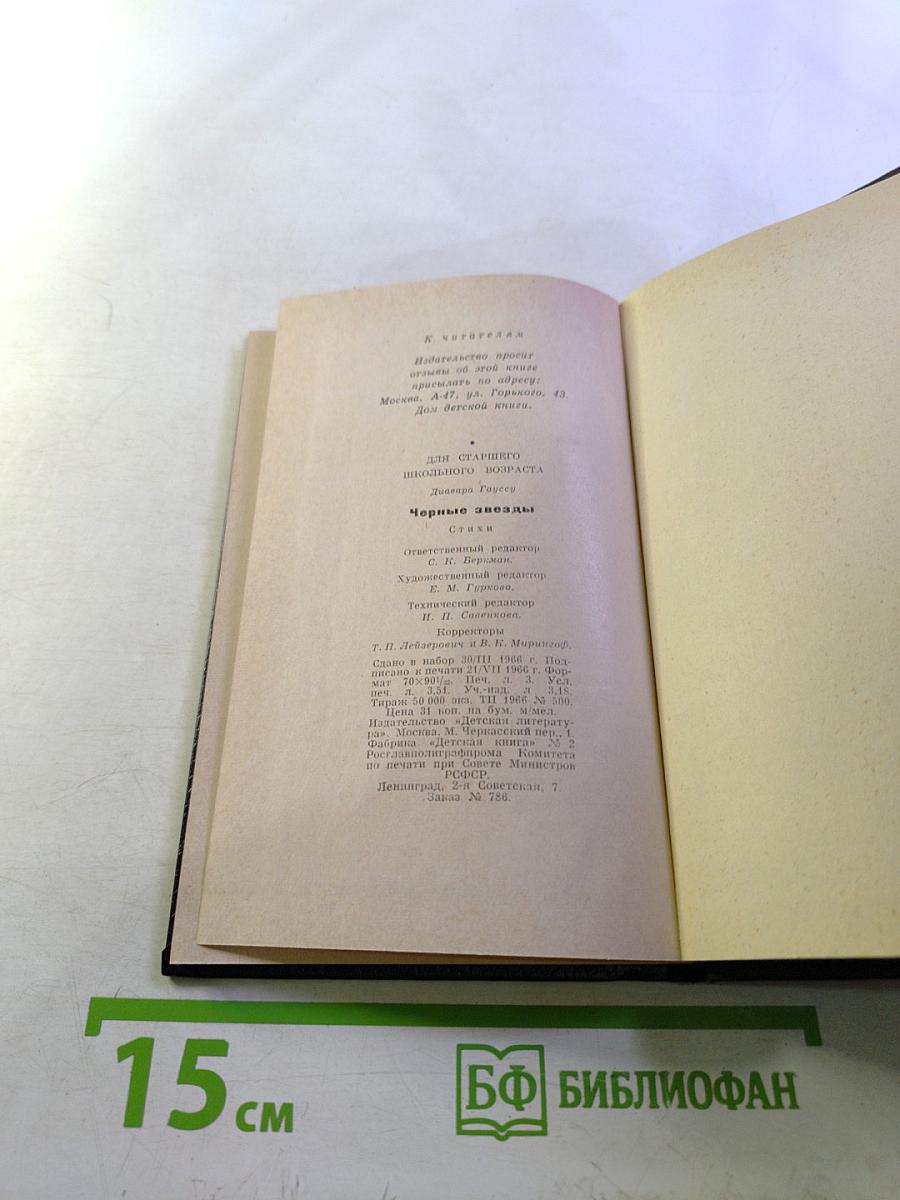 К читателям
Издательство просит
отзывы об этой книге
присылать по адресу:
Москва, А-47, ул. Горького, 43.
Дом детской книги.
ДЛЯ СТАРШЕГО
ШКОЛЬНОГО ВОЗРАСТА
Диавара Гауссу
Черные звезды
Стихи
Ответственный редактор
С. К. Беркман.
Художественный редактор
Е. М. Гуркова.
Технический редактор
И. П. Савенкова.
Корректоры
Т. П. Лейзерович и В. К. Мирингоф.
Сдано в набор 30/III 1966 г. Под-
писано к печати 21/VII 1966 г. Фор-
мат 70×90 1/32. Печ. л. 3. Усл.
печ. л. 3,51. Уч.-изд. л 3,18.
Тираж 50 000 экз. ТП 1966 № 500.
Цена 31 коп. на бум. м/мел.
Издательство «Детская литерату-
ра». Москва, М. Черкасский пер., 1.
Фабрика «Детская книга» № 2
Росглавполиграфпрома Комитета
по печати при Совете Министров
РСФСР.
Ленинград, 2-я Советская, 7.
Заказ № 786.
15 см
БФ БИБЛИОФАН